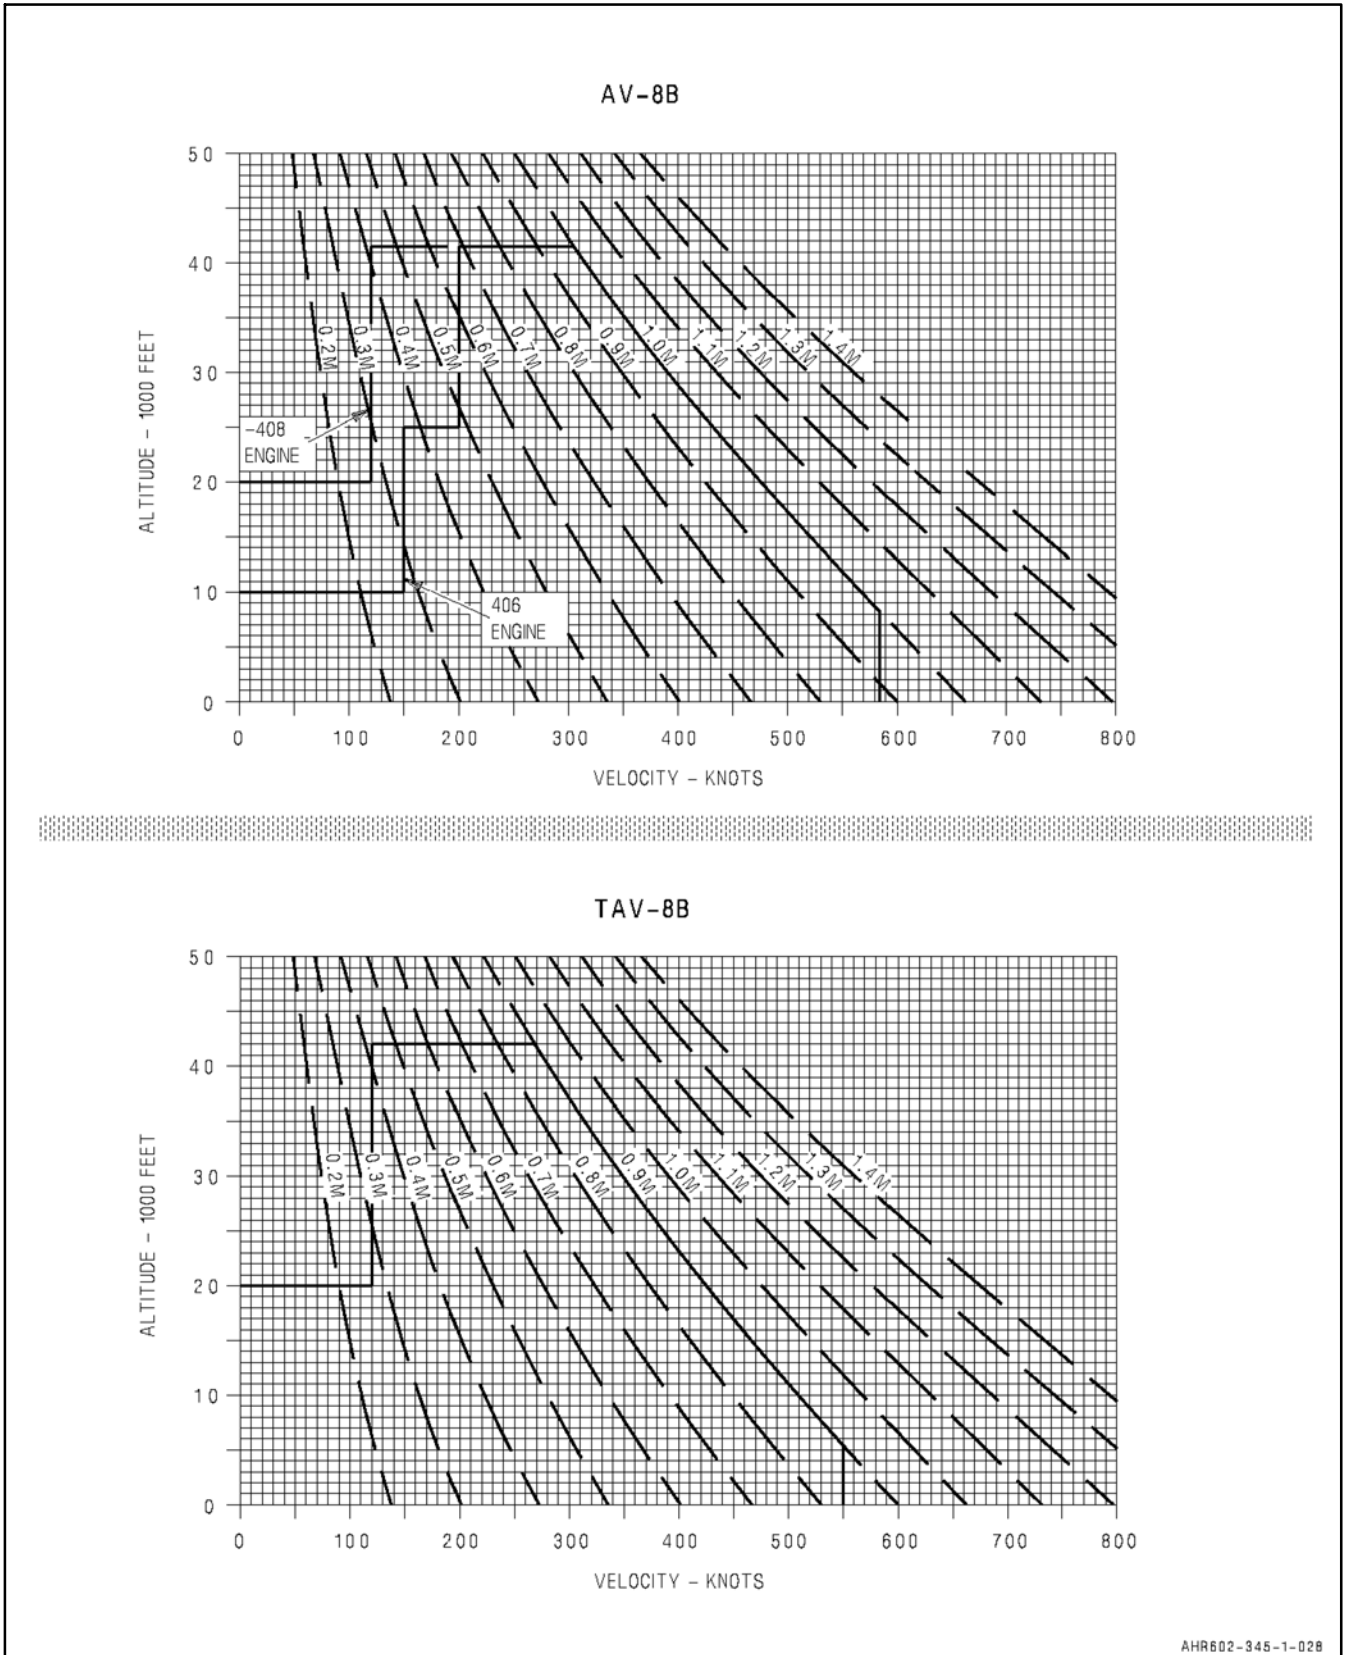 AV-8B
50
40
30
20
10
0
ALTITUDE - 1000 FEET
0.2M 0.3M 0.4M 0.5M 0.6M 0.7M 0.8M 0.9M 1.0M 1.1M 1.2M 1.3M 1.4M
-408
ENGINE
406
ENGINE
0 100 200 300 400 500 600 700 800
VELOCITY - KNOTS
TAV-8B
50
40
30
20
10
0
ALTITUDE - 1000 FEET
0.2M 0.3M 0.4M 0.5M 0.6M 0.7M 0.8M 0.9M 1.0M 1.1M 1.2M 1.3M 1.4M
0 100 200 300 400 500 600 700 800
VELOCITY - KNOTS
AHR602-345-1-028